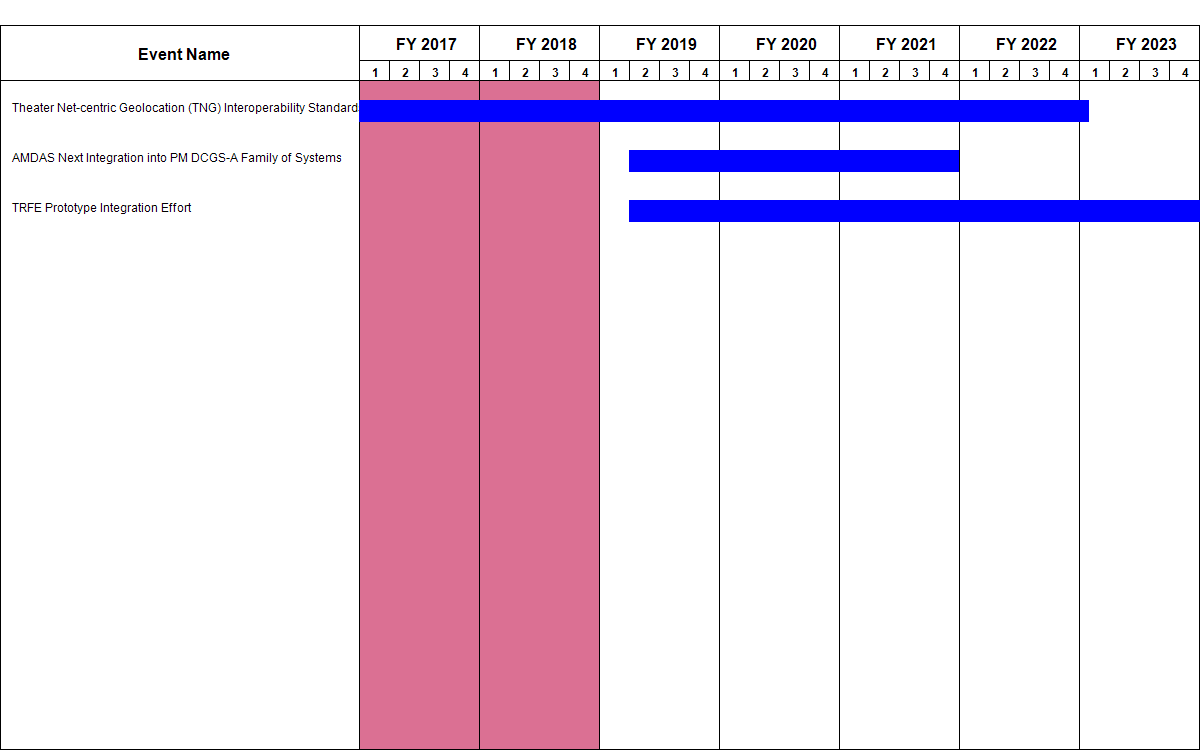 Event Name
FY 2017 FY 2018 FY 2019 FY 2020 FY 2021 FY 2022 FY 2023
1 2 3 4 1 2 3 4 1 2 3 4 1 2 3 4 1 2 3 4 1 2 3 4 1 2 3 4
Theater Net-centric Geolocation (TNG) Interoperability Standard
AMDAS Next Integration into PM DCGS-A Family of Systems
TRFE Prototype Integration Effort